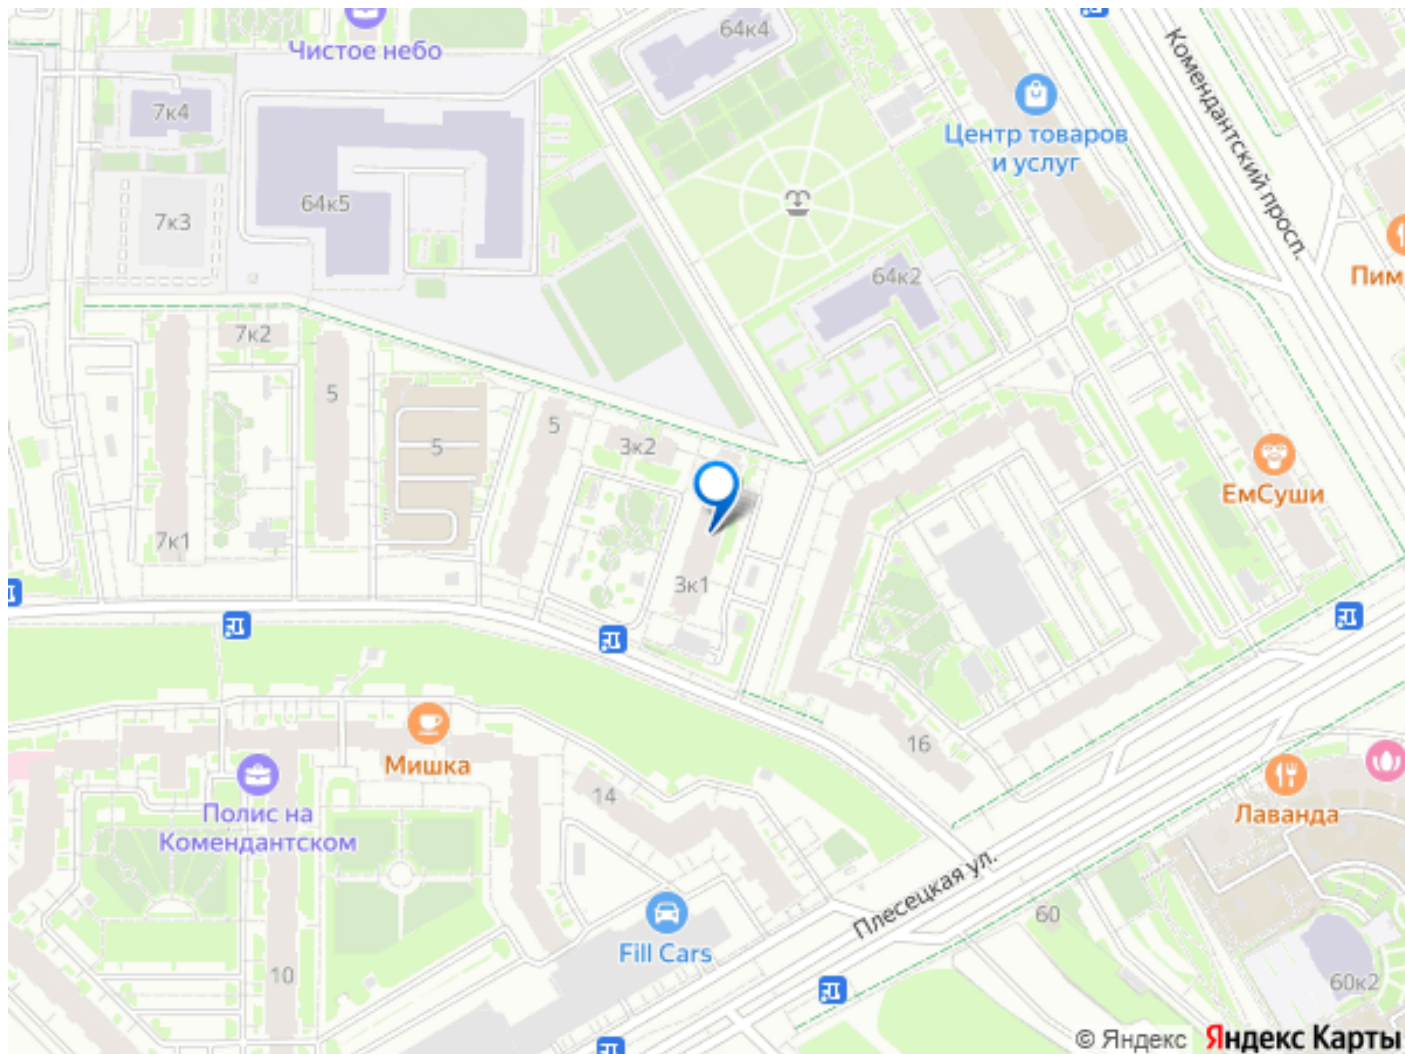 64к4
Чистое небо
7к4
Центр товаров
и услуг
Комендантский просп.
64к5
7к3
64к2
Пим
7к2
5
5
5
3к2
ЕмСуши
7к1
3к1
16
Мишка
14
Полис на
Комендантском
Лаванда
Плесецкая ул.
60
Fill Cars
10
60к2
© Яндекс Яндекс Карты